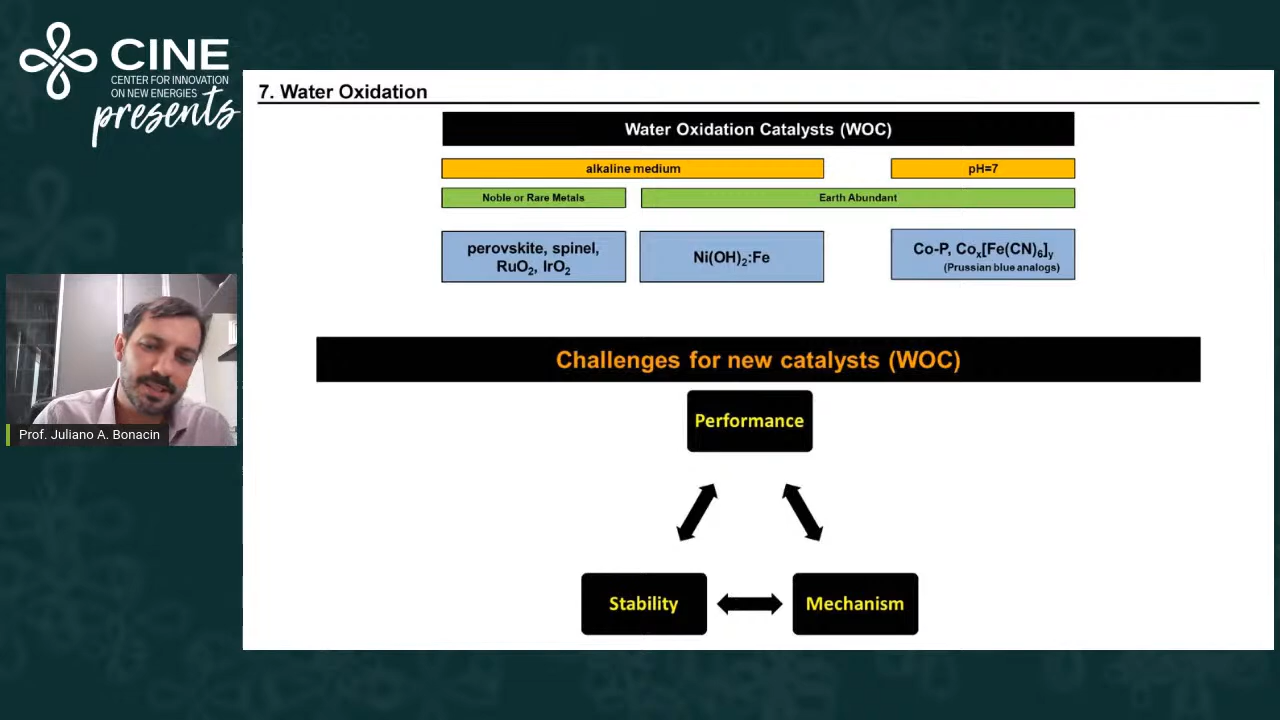 CINE
CENTER FOR INNOVATION
ON NEW ENERGIES
presents
7. Water Oxidation
Water Oxidation Catalysts (WOC)
alkaline medium
pH=7
Noble or Rare Metals
Earth Abundant
perovskite, spinel,
RuO₂, IrO₂
Ni(OH)₂:Fe
Co-P, Coₓ[Fe(CN)₆]ᵧ
(Prussian blue analogs)
Challenges for new catalysts (WOC)
Performance
Stability
Mechanism
Prof. Juliano A. Bonacin